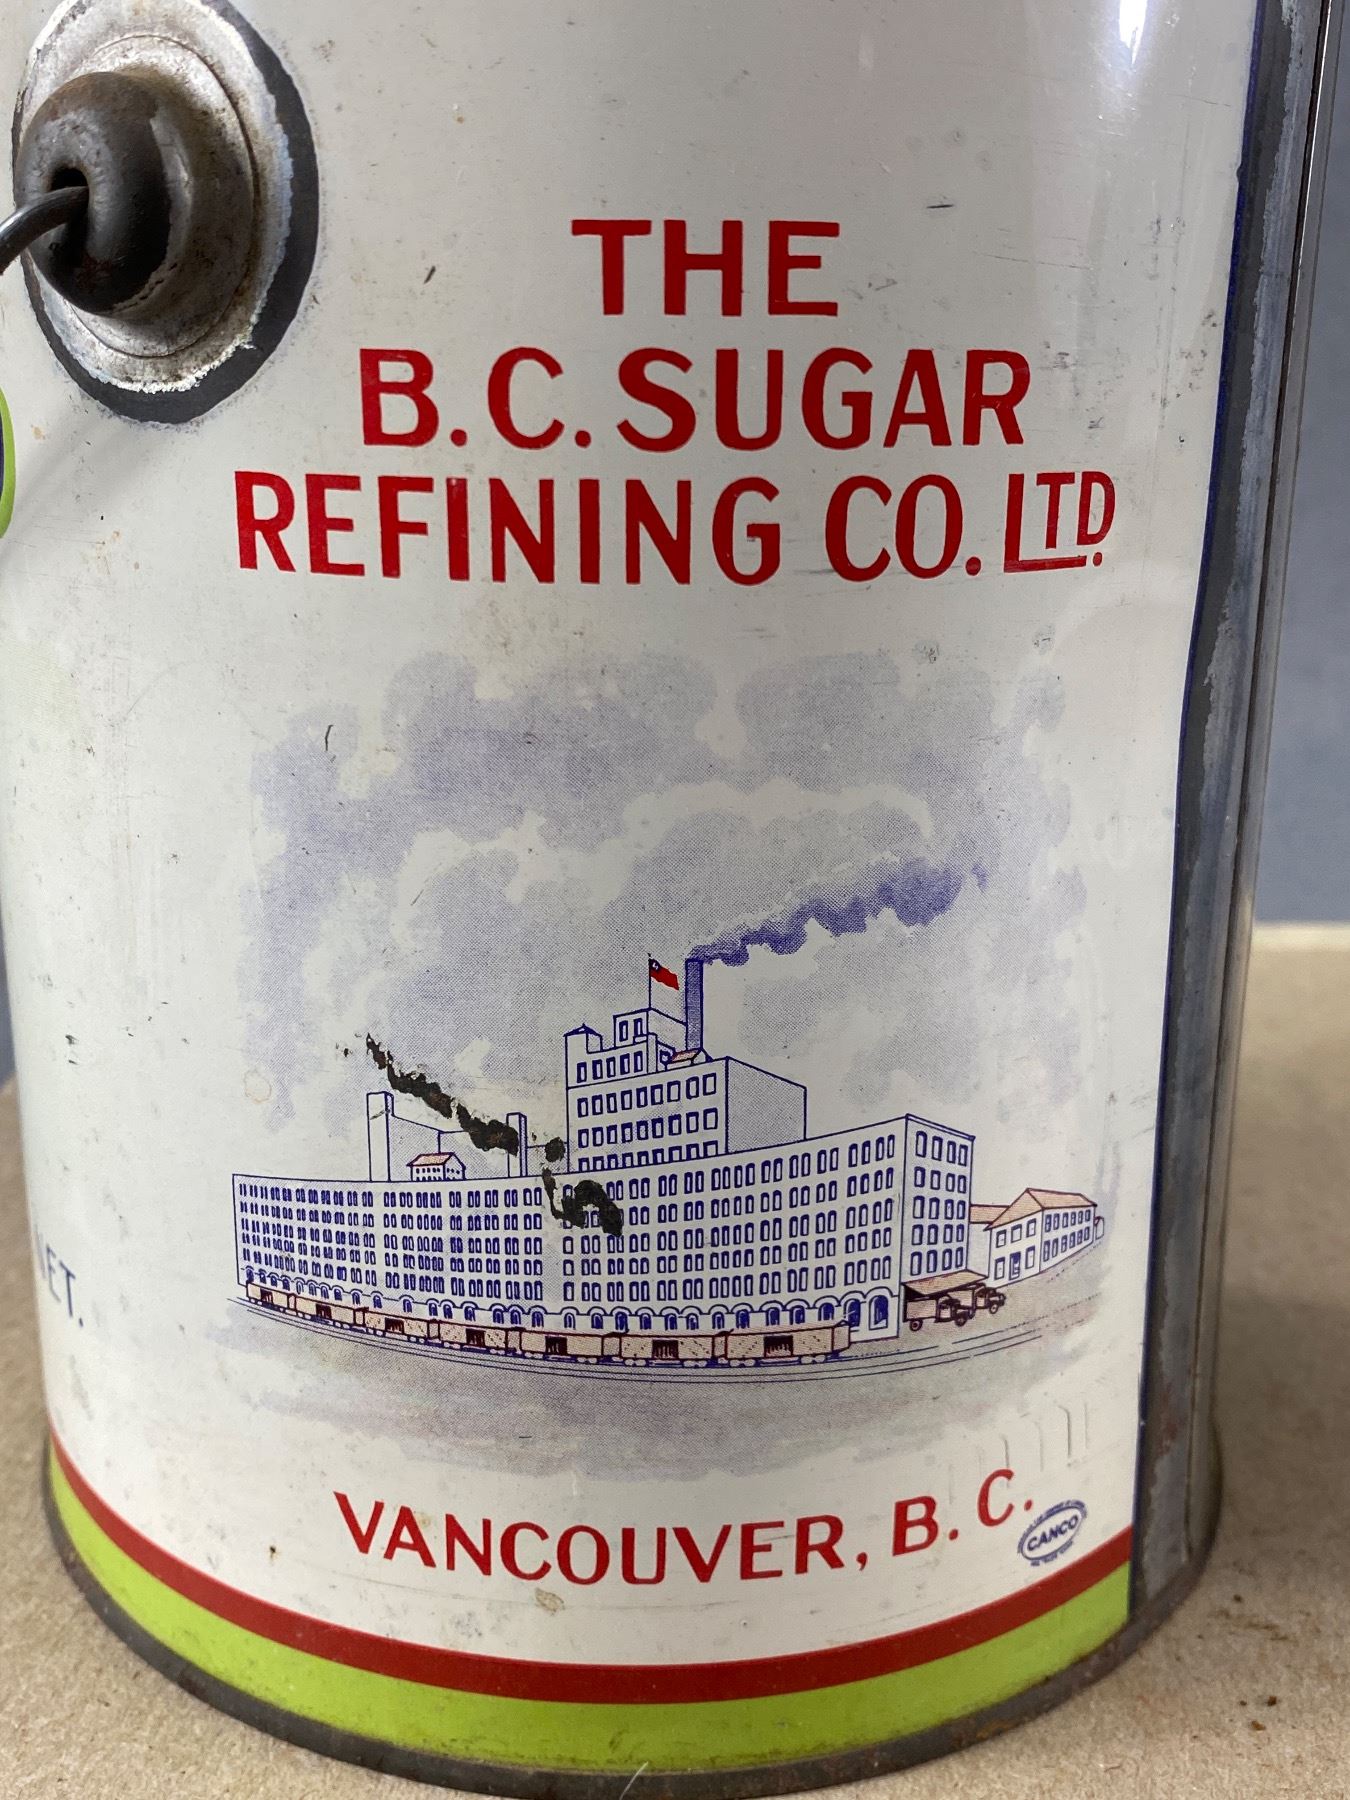 THE
B.C. SUGAR
REFINING CO. LTD.
VANCOUVER, B.C.
CANCO